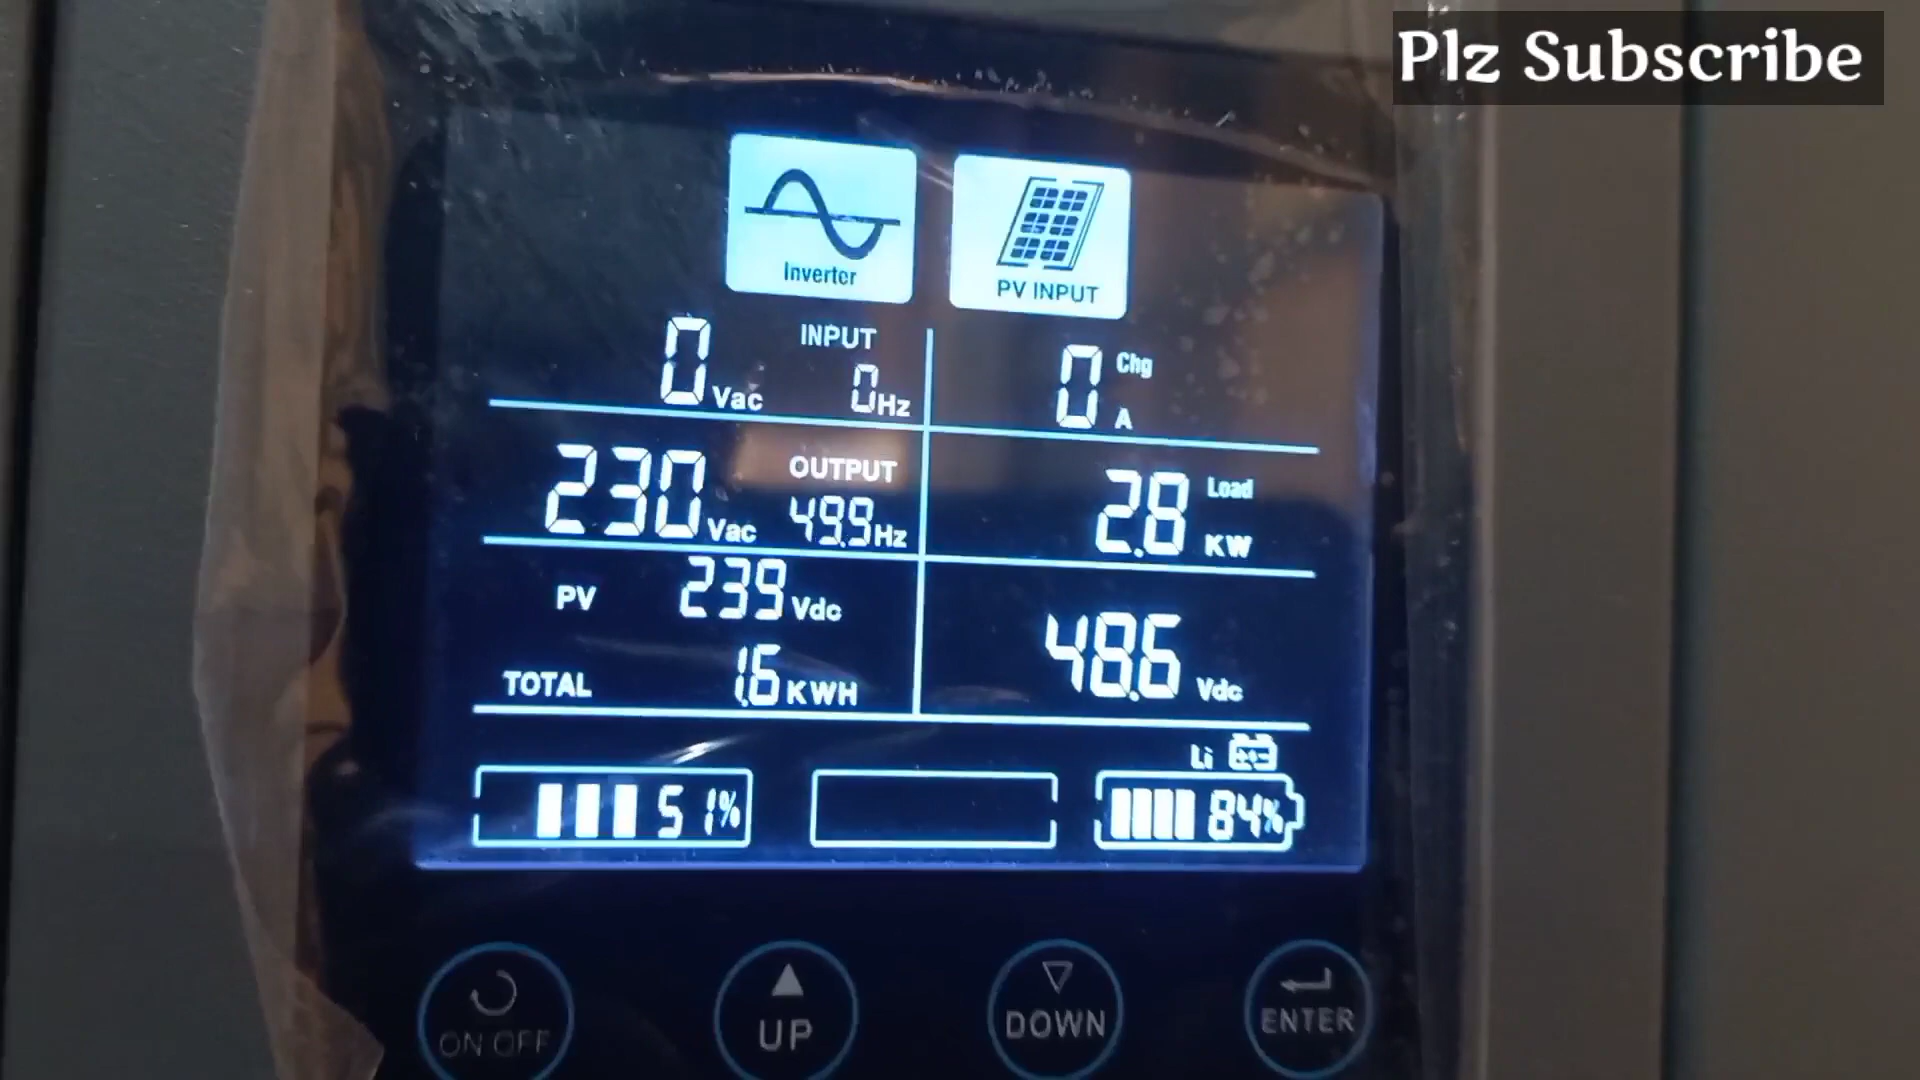 Plz Subscribe
Inverter
PV INPUT
INPUT
0 Vac 0 Hz
0 Chg A
OUTPUT
230 Vac 49.9 Hz
2.8 Load KW
PV 239 Vdc
TOTAL 1.6 KWH
48.6 Vdc
Li
51%
84%
ON OFF
UP
DOWN
ENTER